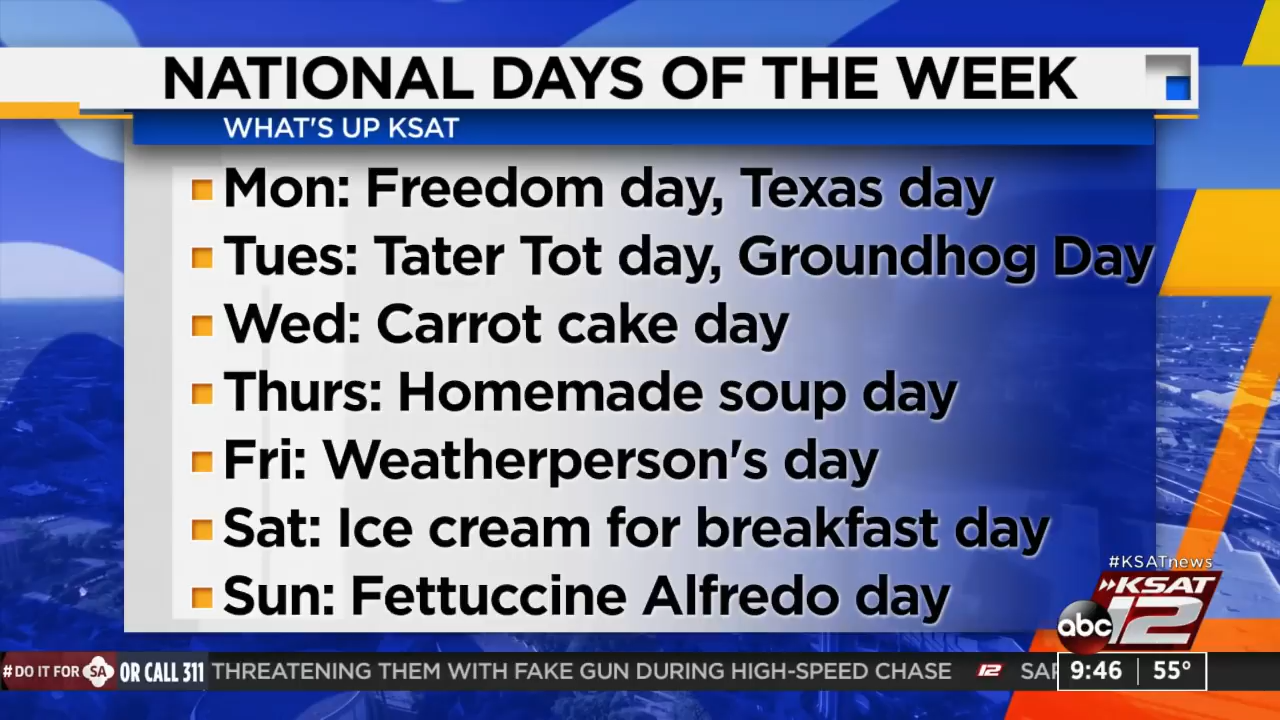 NATIONAL DAYS OF THE WEEK
WHAT'S UP KSAT
Mon: Freedom day, Texas day
Tues: Tater Tot day, Groundhog Day
Wed: Carrot cake day
Thurs: Homemade soup day
Fri: Weatherperson's day
Sat: Ice cream for breakfast day
Sun: Fettuccine Alfredo day
#KSATnews
KSAT
abc 12
#DO IT FOR SA OR CALL 311 THREATENING THEM WITH FAKE GUN DURING HIGH-SPEED CHASE 12 9:46 55°